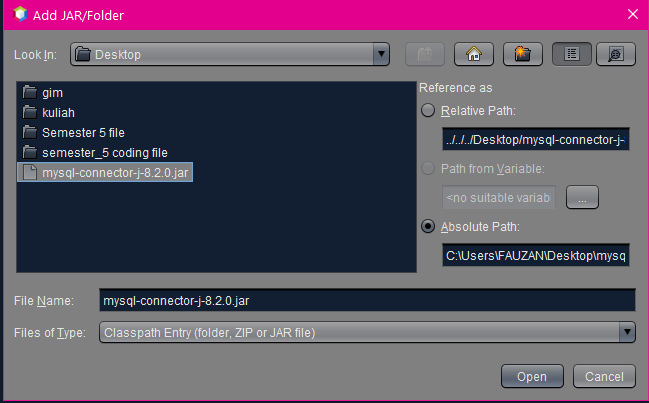 Add JAR/Folder
Look In: Desktop
gim
kuliah
Semester 5 file
semester_5 coding file
mysql-connector-j-8.2.0.jar
Reference as
Relative Path:
../../../Desktop/mysql-connector-j-
Path from Variable:
<no suitable variab
...
Absolute Path:
C:\Users\FAUZAN\Desktop\mysq
File Name: mysql-connector-j-8.2.0.jar
Files of Type: Classpath Entry (folder, ZIP or JAR file)
Open Cancel